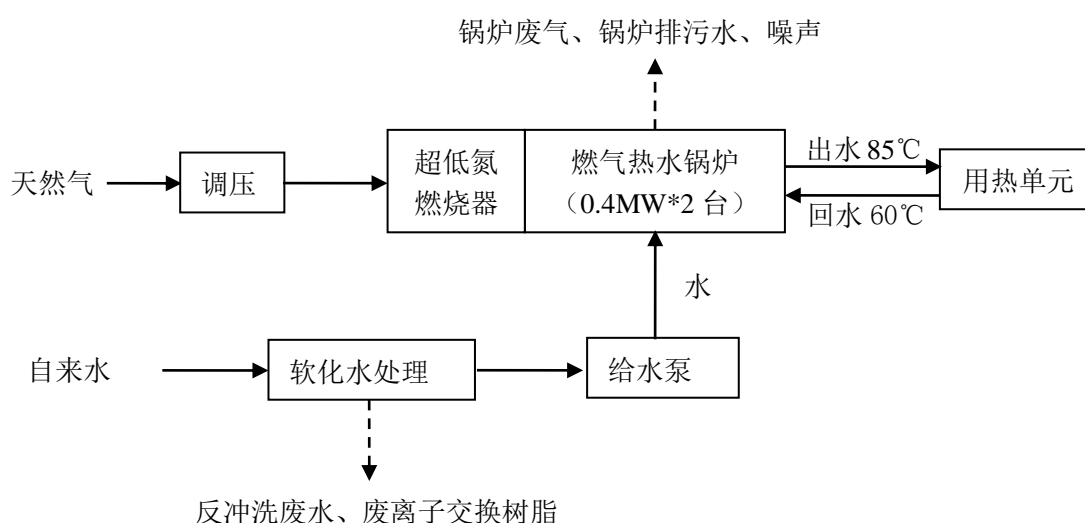 锅炉废气、锅炉排污水、噪声
天然气
调压
超低氮
燃烧器
燃气热水锅炉
（0.4MW*2 台）
出水 85℃
回水 60℃
用热单元
水
自来水
软化水处理
给水泵
反冲洗废水、废离子交换树脂